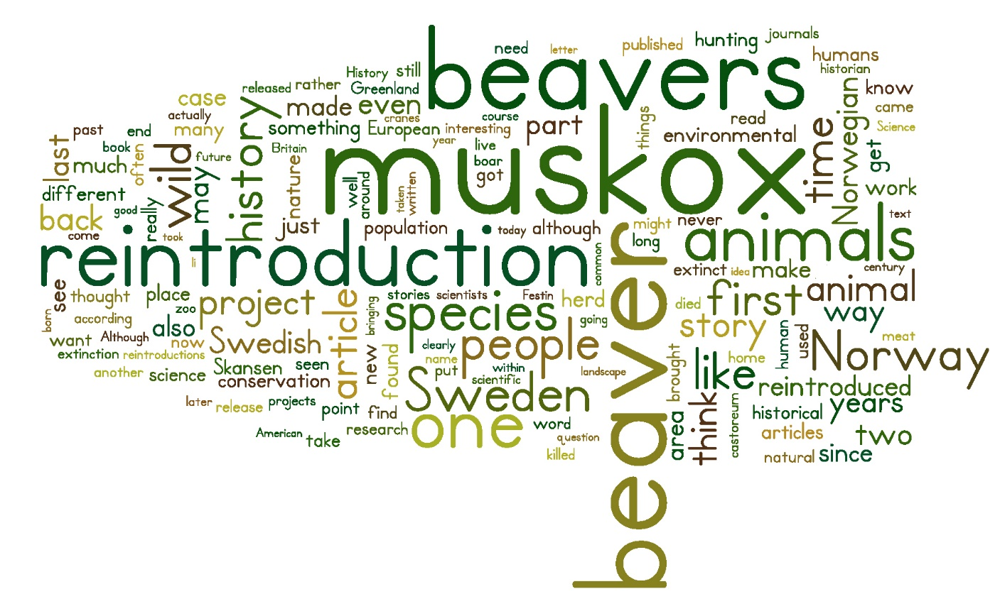 beavers
need
letter
published
hunting
journals
humans
historian
History
still
Greenland
released
rather
case
actually
many
made
even
cranes
course
something
European
interesting
year
part
things
read
environmental
time
Norwegian
know
came
Science
get
work
past
end
book
last
much
often
wild
future
may
history
Britain
nature
live
boar
got
muskox
well
around
taken
written
different
back
good
come
really
took
just
population
today
although
might
never
long
animals
text
reintroduction
li
common
beaver
extinct
idea
make
century
see
thought
place
zoo
project
article
stories
scientists
Festin
herd
died
first
animal
born
according
also
bringing
species
going
story
way
want
Although
now
Swedish
clearly
people
human
used
Norway
meat
extinction
reintroductions
another
science
Skansen
seen
conservation
new
found
name
put
within
scientific
landscape
brought
like
home
reintroduced
later
release
projects
point
find
Sweden
area
think
castoreum
historical
years
American
take
research
one
word
question
killed
articles
two
natural
since